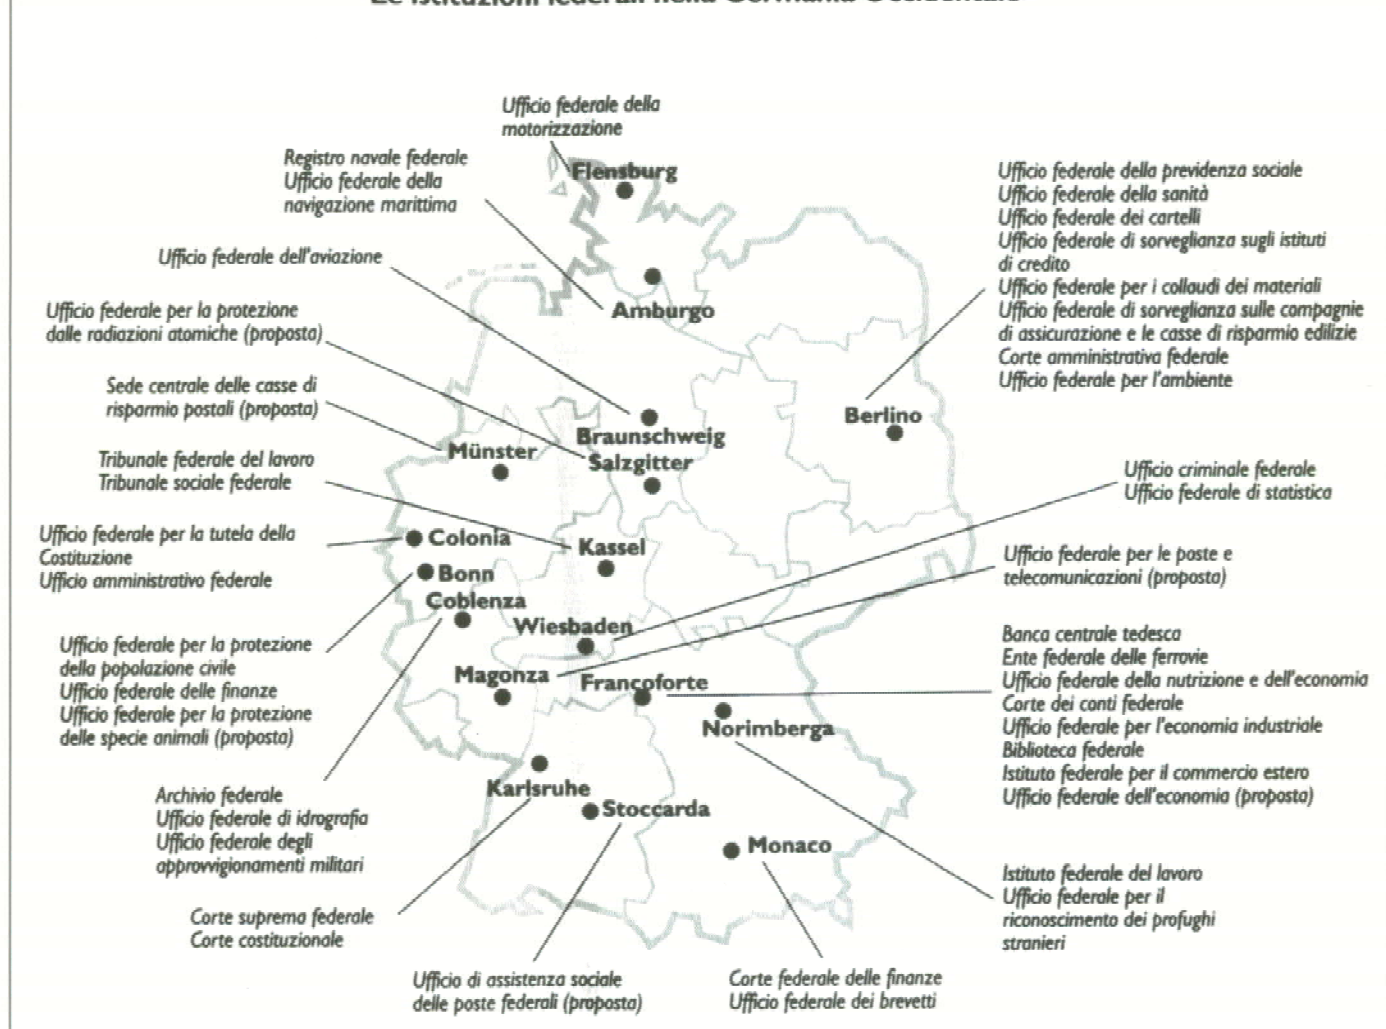 Le istituzioni federali nella Germania Occidentale
Ufficio federale della
motorizzazione
Flensburg
Registro navale federale
Ufficio federale della
navigazione marittima
Amburgo
Ufficio federale dell'aviazione
Braunschweig
Ufficio federale per la protezione
dalle radiazioni atomiche (proposta)
Salzgitter
Sede centrale delle casse di
risparmio postali (proposta)
Münster
Tribunale federale del lavoro
Tribunale sociale federale
Kassel
Ufficio federale per la tutela della
Costituzione
Ufficio amministrativo federale
Colonia
Bonn
Coblenza
Ufficio federale per la protezione
della popolazione civile
Ufficio federale delle finanze
Ufficio federale per la protezione
delle specie animali (proposta)
Archivio federale
Ufficio federale di idrografia
Ufficio federale degli
approvvigionamenti militari
Wiesbaden
Magonza
Francoforte
Norimberga
Karlsruhe
Stoccarda
Monaco
Corte suprema federale
Corte costituzionale
Ufficio di assistenza sociale
delle poste federali (proposta)
Corte federale delle finanze
Ufficio federale dei brevetti
Ufficio federale della previdenza sociale
Ufficio federale della sanità
Ufficio federale dei cartelli
Ufficio federale di sorveglianza sugli istituti
di credito
Ufficio federale per i collaudi dei materiali
Ufficio federale di sorveglianza sulle compagnie
di assicurazione e le casse di risparmio edilizie
Corte amministrativa federale
Ufficio federale per l'ambiente
Berlino
Ufficio criminale federale
Ufficio federale di statistica
Ufficio federale per le poste e
telecomunicazioni (proposta)
Banca centrale tedesca
Ente federale delle ferrovie
Ufficio federale della nutrizione e dell'economia
Corte dei conti federale
Ufficio federale per l'economia industriale
Biblioteca federale
Istituto federale per il commercio estero
Ufficio federale dell'economia (proposta)
Istituto federale del lavoro
Ufficio federale per il
riconoscimento dei profughi
stranieri